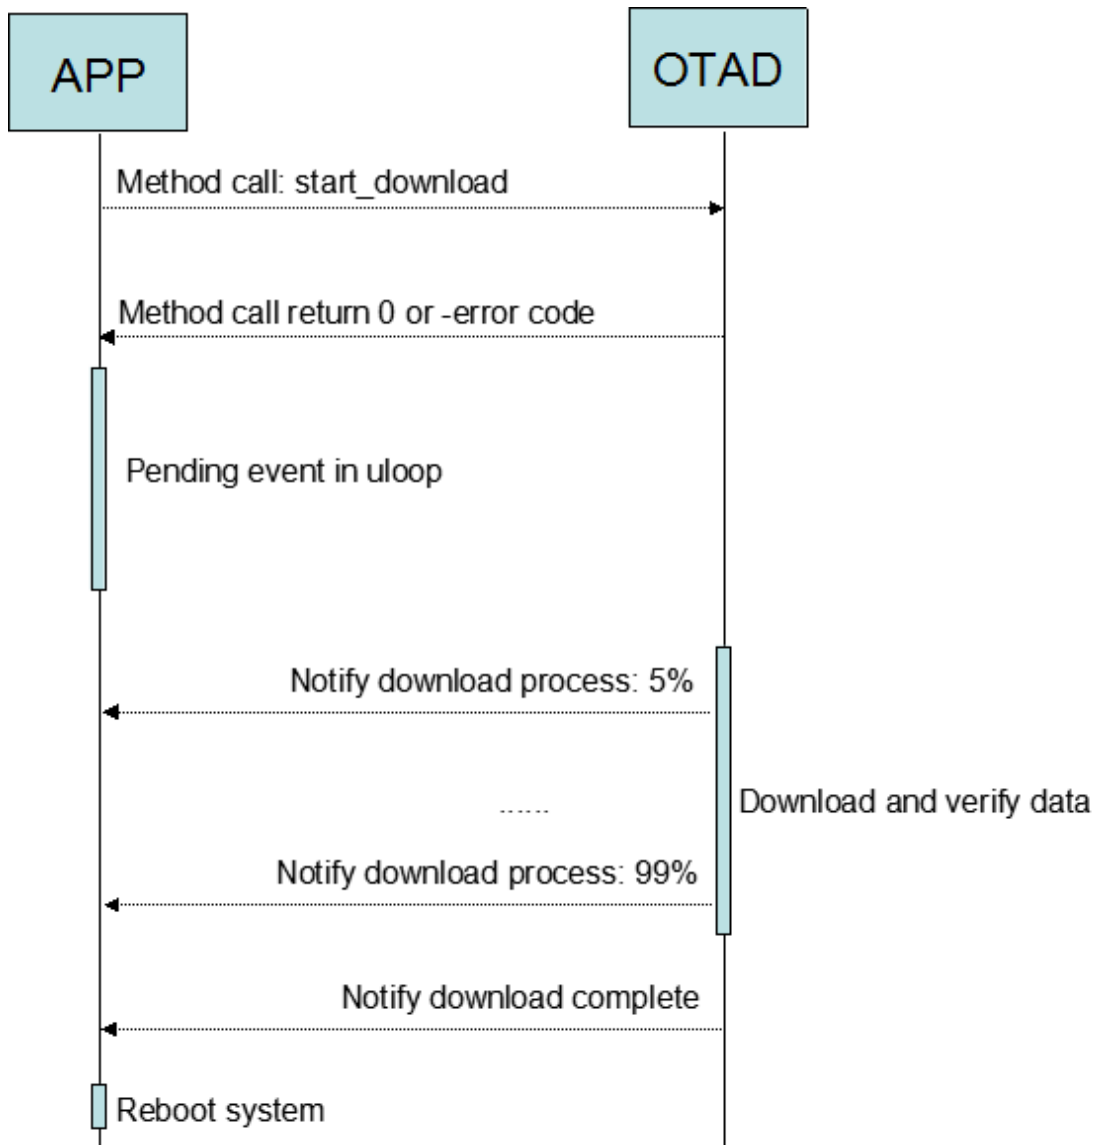 APP
OTAD
Method call: start_download
Method call return 0 or -error code
Pending event in uloop
Notify download process: 5%
Download and verify data
......
Notify download process: 99%
Notify download complete
Reboot system